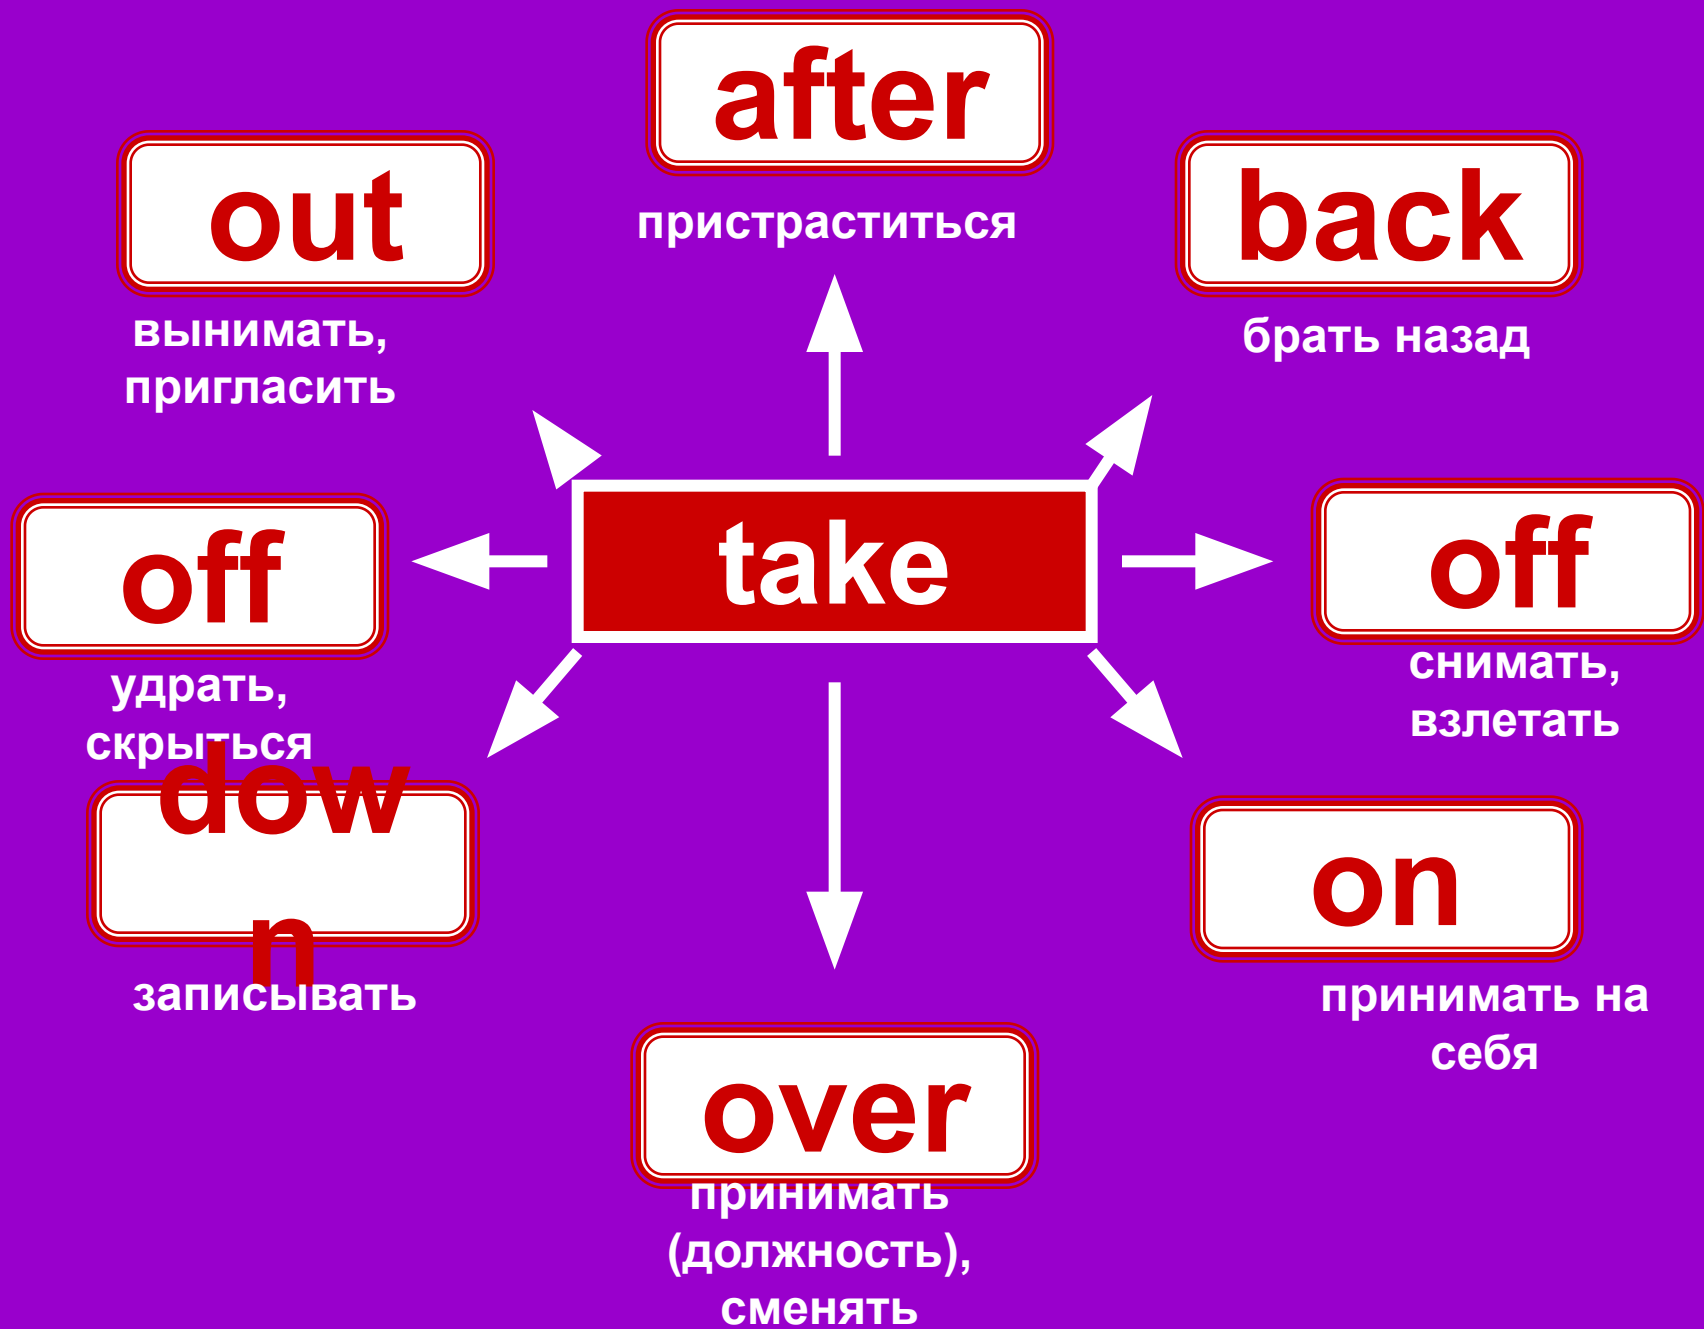 after
пристраститься
out
вынимать,
пригласить
back
брать назад
take
off
удрать,
скрыться
off
снимать,
взлетать
dow
n
записывать
on
принимать на
себя
over
принимать
(должность),
сменять